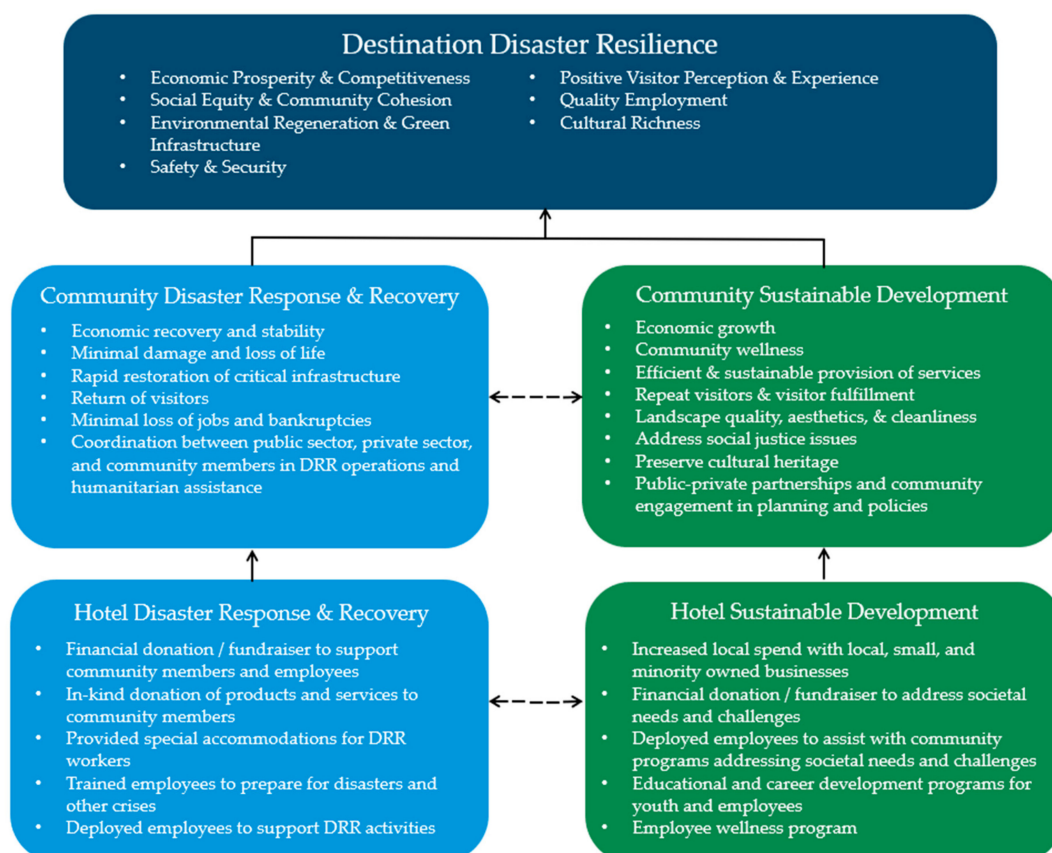 Destination Disaster Resilience
• Economic Prosperity & Competitiveness
• Social Equity & Community Cohesion
• Environmental Regeneration & Green
Infrastructure
• Safety & Security
• Positive Visitor Perception & Experience
• Quality Employment
• Cultural Richness
Community Disaster Response & Recovery
• Economic recovery and stability
• Minimal damage and loss of life
• Rapid restoration of critical infrastructure
• Return of visitors
• Minimal loss of jobs and bankruptcies
• Coordination between public sector, private sector,
and community members in DRR operations and
humanitarian assistance
Community Sustainable Development
• Economic growth
• Community wellness
• Efficient & sustainable provision of services
• Repeat visitors & visitor fulfillment
• Landscape quality, aesthetics, & cleanliness
• Address social justice issues
• Preserve cultural heritage
• Public-private partnerships and community
engagement in planning and policies
Hotel Disaster Response & Recovery
• Financial donation / fundraiser to support
community members and employees
• In-kind donation of products and services to
community members
• Provided special accommodations for DRR
workers
• Trained employees to prepare for disasters and
other crises
• Deployed employees to support DRR activities
Hotel Sustainable Development
• Increased local spend with local, small, and
minority owned businesses
• Financial donation / fundraiser to address societal
needs and challenges
• Deployed employees to assist with community
programs addressing societal needs and challenges
• Educational and career development programs for
youth and employees
• Employee wellness program